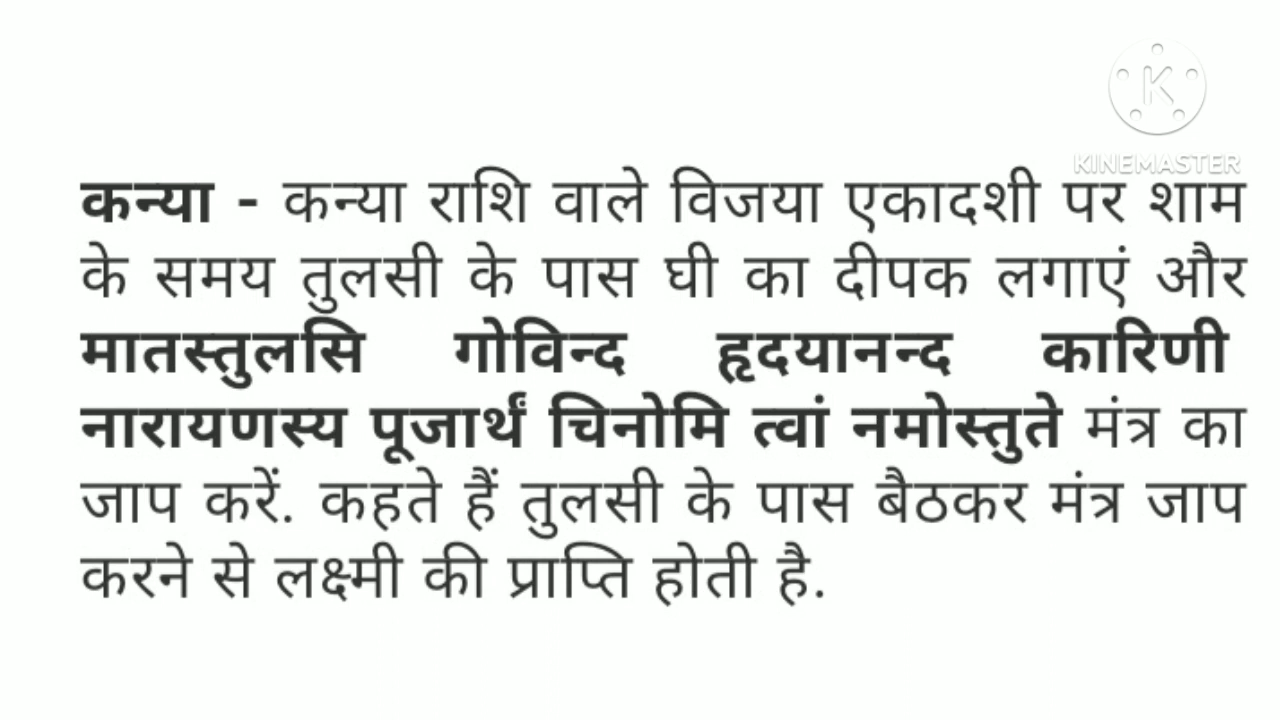 KINEMASTER
कन्या - कन्या राशि वाले विजया एकादशी पर शाम
के समय तुलसी के पास घी का दीपक लगाएं और
मातस्तुलसि गोविन्द हृदयानन्द कारिणी
नारायणस्य पूजार्थं चिनोमि त्वां नमोस्तुते मंत्र का
जाप करें. कहते हैं तुलसी के पास बैठकर मंत्र जाप
करने से लक्ष्मी की प्राप्ति होती है.